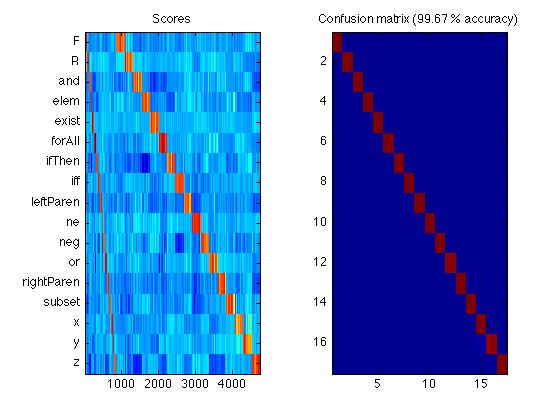 Scores
F
R
and
elem
exist
forAll
ifThen
iff
leftParen
ne
neg
or
rightParen
subset
x
y
z
1000 2000 3000 4000
Confusion matrix (99.67 % accuracy)
2
4
6
8
10
12
14
16
5 10 15